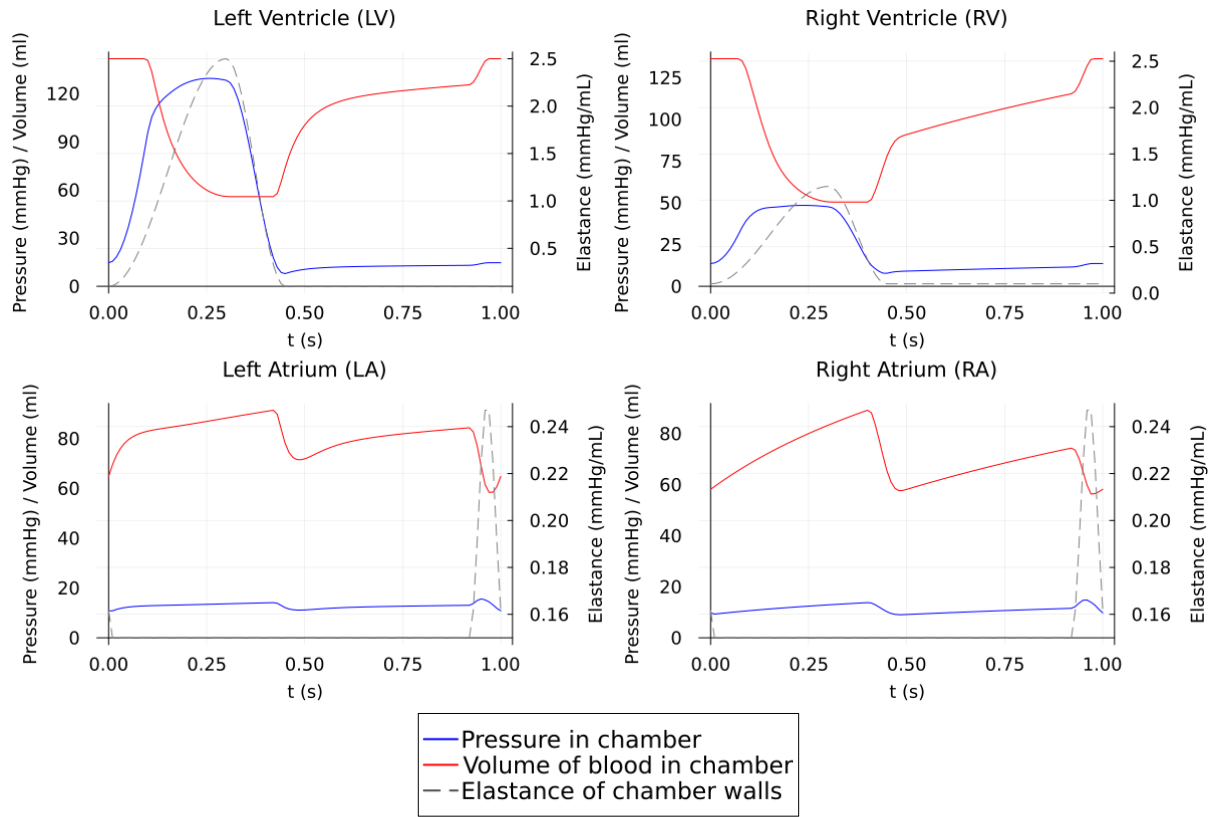 Left Ventricle (LV)
Pressure (mmHg) / Volume (ml)
120
90
60
30
0
2.5
2.0
1.5
1.0
0.5
Elastance (mmHg/mL)
0.00 0.25 0.50 0.75 1.00
t (s)
Right Ventricle (RV)
Pressure (mmHg) / Volume (ml)
125
100
75
50
25
0
2.5
2.0
1.5
1.0
0.5
0.0
Elastance (mmHg/mL)
0.00 0.25 0.50 0.75 1.00
t (s)
Left Atrium (LA)
Pressure (mmHg) / Volume (ml)
80
60
40
20
0
0.24
0.22
0.20
0.18
0.16
Elastance (mmHg/mL)
0.00 0.25 0.50 0.75 1.00
t (s)
Right Atrium (RA)
Pressure (mmHg) / Volume (ml)
80
60
40
20
0
0.24
0.22
0.20
0.18
0.16
Elastance (mmHg/mL)
0.00 0.25 0.50 0.75 1.00
t (s)
Pressure in chamber
Volume of blood in chamber
Elastance of chamber walls